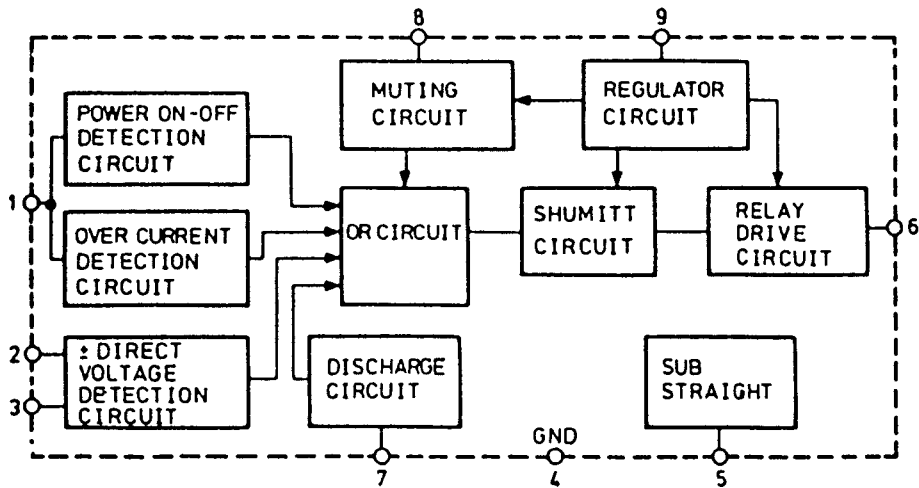 8
9
MUTING
CIRCUIT
REGULATOR
CIRCUIT
POWER ON-OFF
DETECTION
CIRCUIT
1
OVER CURRENT
DETECTION
CIRCUIT
OR CIRCUIT
SHUMITT
CIRCUIT
RELAY
DRIVE
CIRCUIT
6
2
3
± DIRECT
VOLTAGE
DETECTION
CIRCUIT
DISCHARGE
CIRCUIT
SUB
STRAIGHT
GND
7
4
5